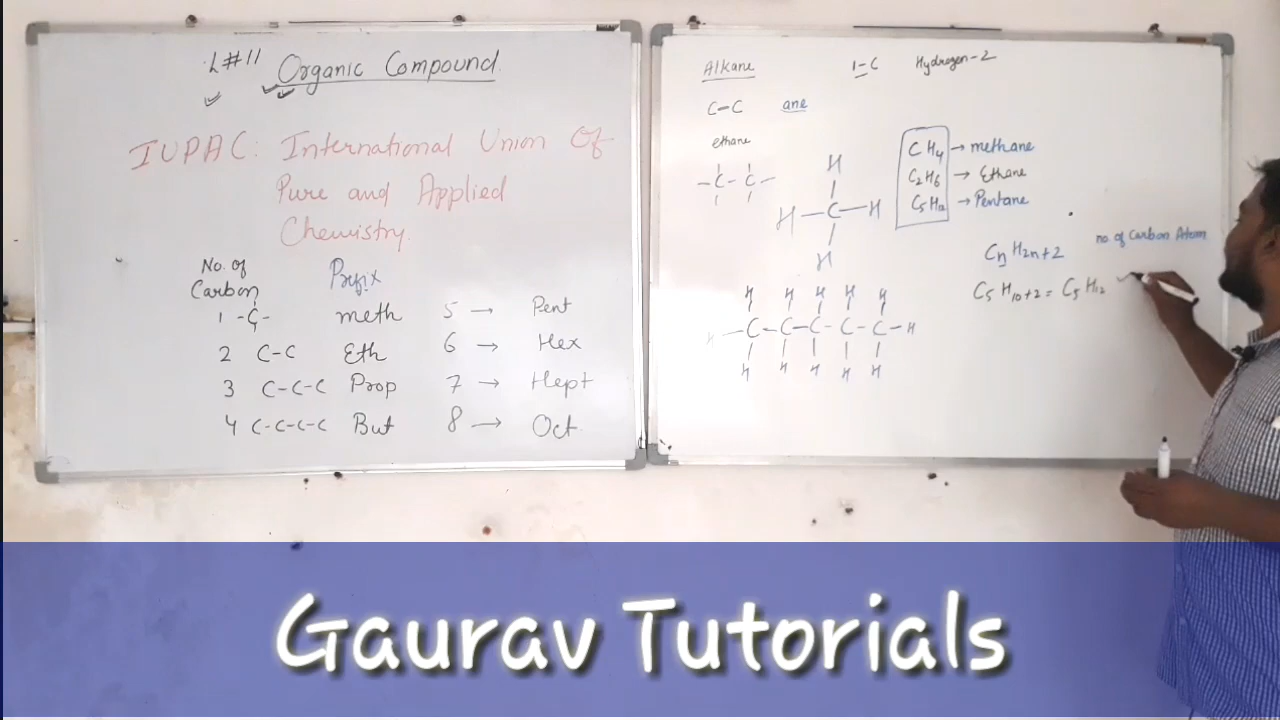 L#11 Organic Compound
IUPAC: International Union Of
Pure and Applied
Chemistry.
No. of
Carbon Prefix
1 -C- meth
2 C-C Eth
3 C-C-C Prop
4 C-C-C-C But
5 → Pent
6 → Hex
7 → Hept
8 → Oct
Alkane
C-C ane
ethane
-C-C-
1-C Hydrogen-2
CH4 → methane
C2H6 → Ethane
C5H12 → Pentane
H
H-C-H
H
no. of Carbon Atom
CnH2n+2
C5H10+2 = C5H12
H H H H H
H-C-C-C-C-C-H
H H H H H
Gaurav Tutorials